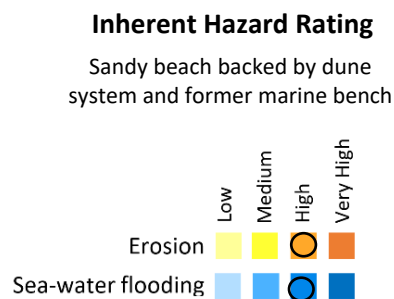 Inherent Hazard Rating
Sandy beach backed by dune
system and former marine bench
Low
Medium
High
Very High
Erosion
Sea-water flooding